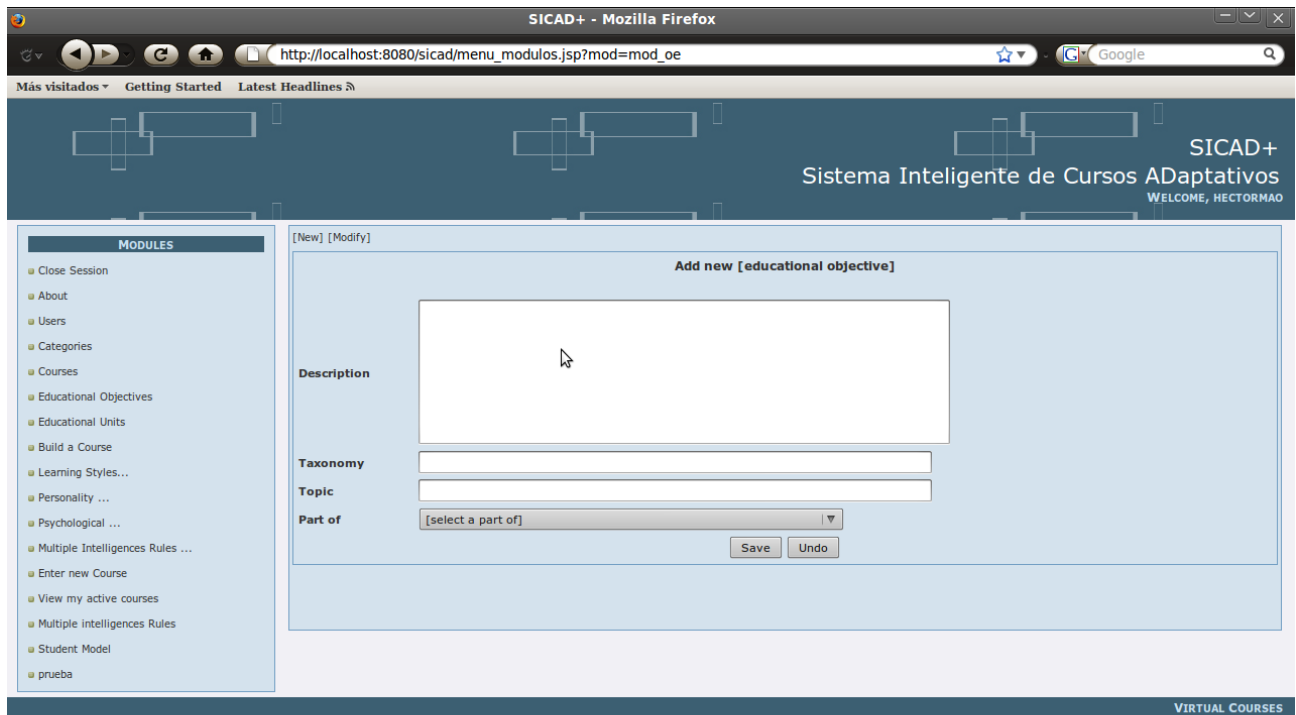 SICAD+ - Mozilla Firefox
http://localhost:8080/sicad/menu_modulos.jsp?mod=mod_oe
G
Google
Más visitados
Getting Started
Latest Headlines
SICAD+
Sistema Inteligente de Cursos ADaptativos
WELCOME, HECTORMAO
MODULES
Close Session
About
Users
Categories
Courses
Educational Objectives
Educational Units
Build a Course
Learning Styles...
Personality ...
Psychological ...
Multiple Intelligences Rules ...
Enter new Course
View my active courses
Multiple intelligences Rules
Student Model
prueba
[New] [Modify]
Add new [educational objective]
Description
Taxonomy
Topic
Part of
[select a part of]
Save
Undo
VIRTUAL COURSES